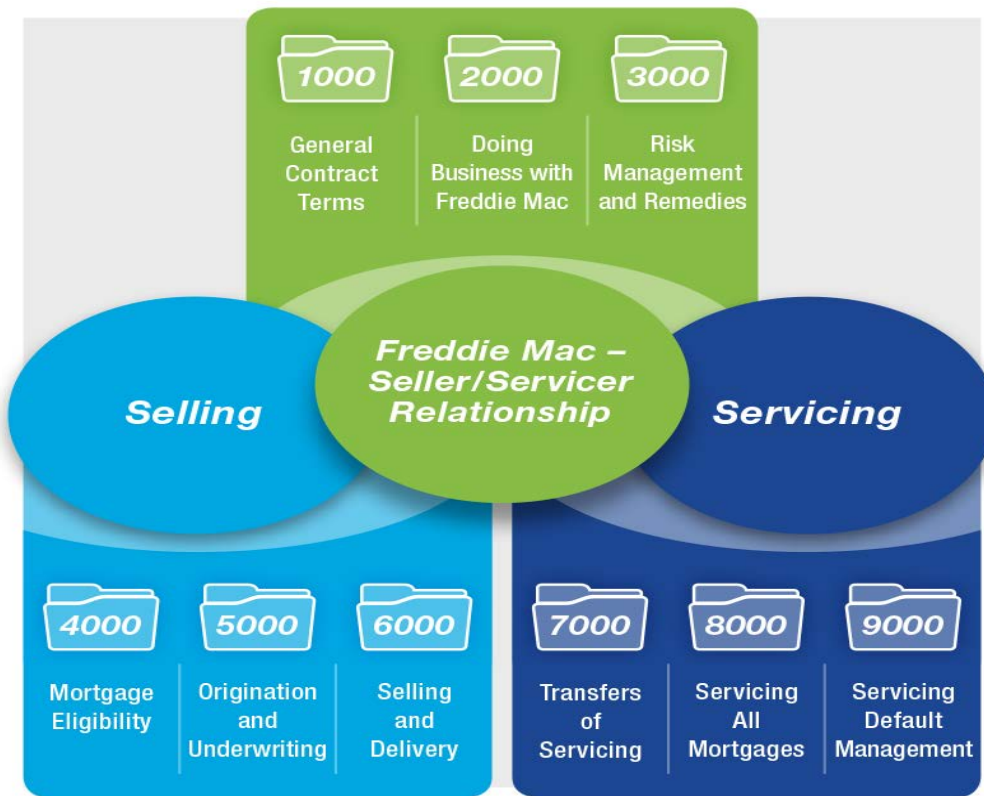 1000
General
Contract
Terms
2000
Doing
Business with
Freddie Mac
3000
Risk
Management
and Remedies
Selling
Freddie Mac –
Seller/Servicer
Relationship
Servicing
4000
Mortgage
Eligibility
5000
Origination
and
Underwriting
6000
Selling
and
Delivery
7000
Transfers
of
Servicing
8000
Servicing
All
Mortgages
9000
Servicing
Default
Management